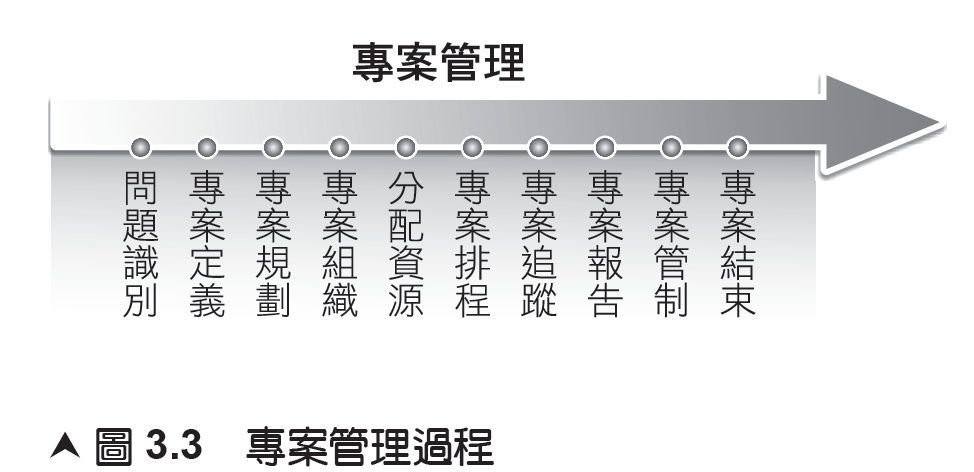 專案管理
問題識別
專案定義
專案規劃
專案組織
分配資源
專案排程
專案追蹤
專案報告
專案管制
專案結束
圖 3.3 專案管理過程